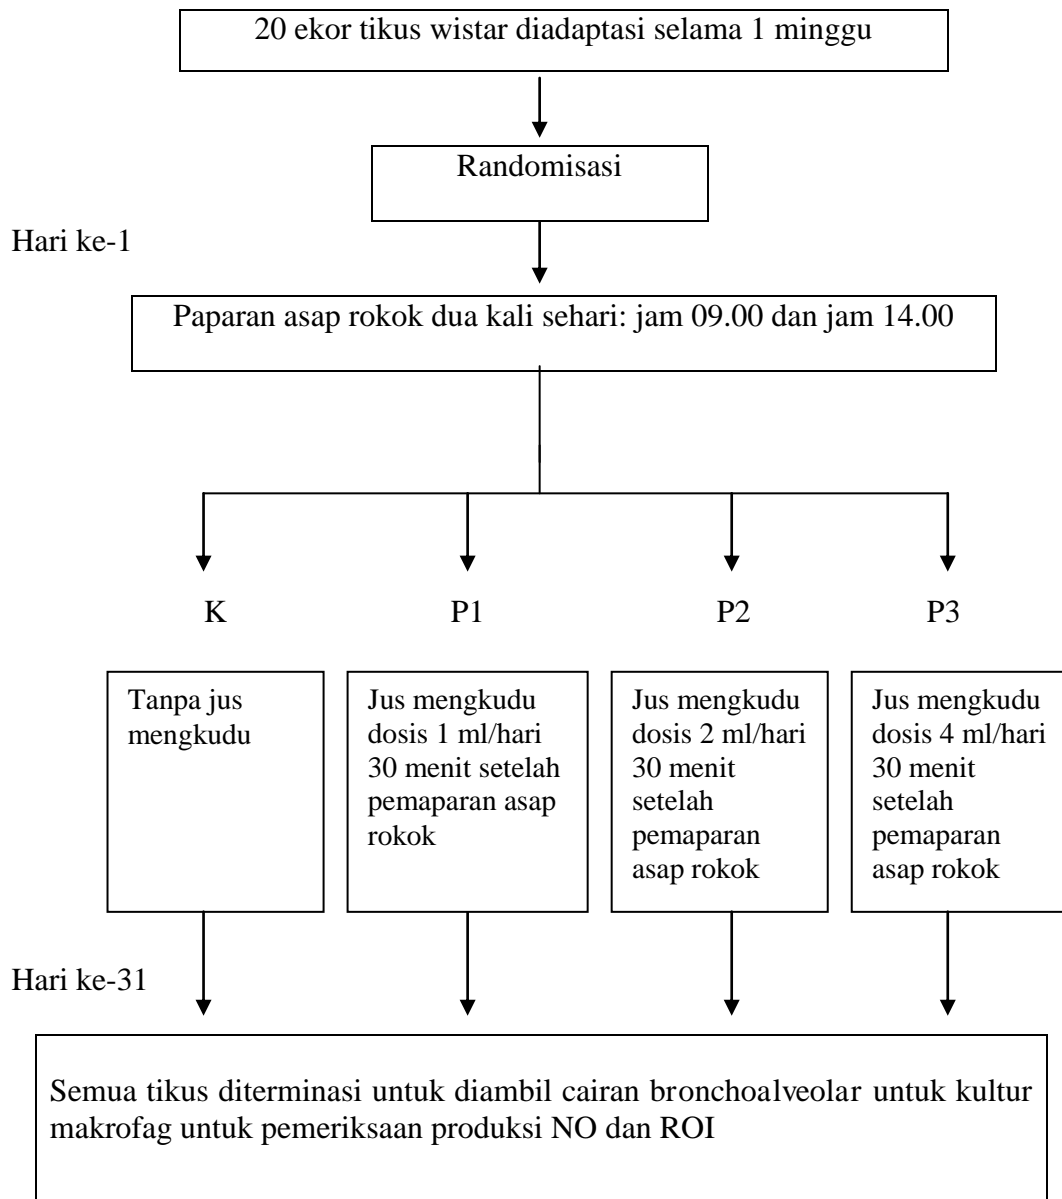 20 ekor tikus wistar diadaptasi selama 1 minggu
Randomisasi
Hari ke-1
Paparan asap rokok dua kali sehari: jam 09.00 dan jam 14.00
K
P1
P2
P3
Tanpa jus
mengkudu
Jus mengkudu
dosis 1 ml/hari
30 menit setelah
pemaparan asap
rokok
Jus mengkudu
dosis 2 ml/hari
30 menit
setelah
pemaparan
asap rokok
Jus mengkudu
dosis 4 ml/hari
30 menit
setelah
pemaparan
asap rokok
Hari ke-31
Semua tikus diterminasi untuk diambil cairan bronchoalveolar untuk kultur
makrofag untuk pemeriksaan produksi NO dan ROI